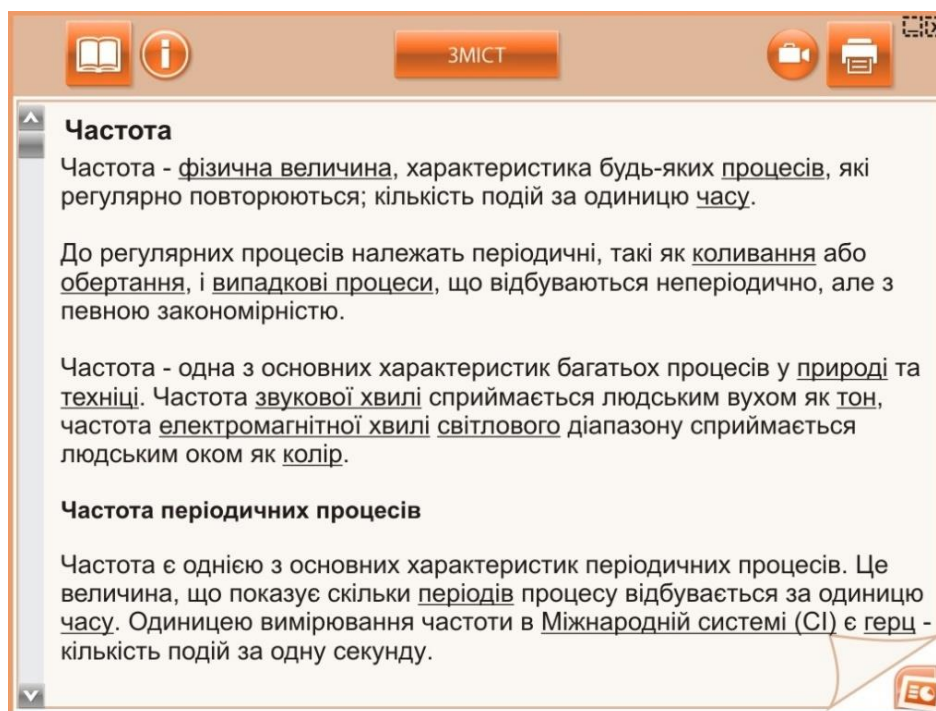 ЗМІСТ
Частота
Частота - фізична величина, характеристика будь-яких процесів, які
регулярно повторюються; кількість подій за одиницю часу.
До регулярних процесів належать періодичні, такі як коливання або
обертання, і випадкові процеси, що відбуваються неперіодично, але з
певною закономірністю.
Частота - одна з основних характеристик багатьох процесів у природі та
техніці. Частота звукової хвилі сприймається людським вухом як тон,
частота електромагнітної хвилі світлового діапазону сприймається
людським оком як колір.
Частота періодичних процесів
Частота є однією з основних характеристик періодичних процесів. Це
величина, що показує скільки періодів процесу відбувається за одиницю
часу. Одиницею вимірювання частоти в Міжнародній системі (СІ) є герц -
кількість подій за одну секунду.